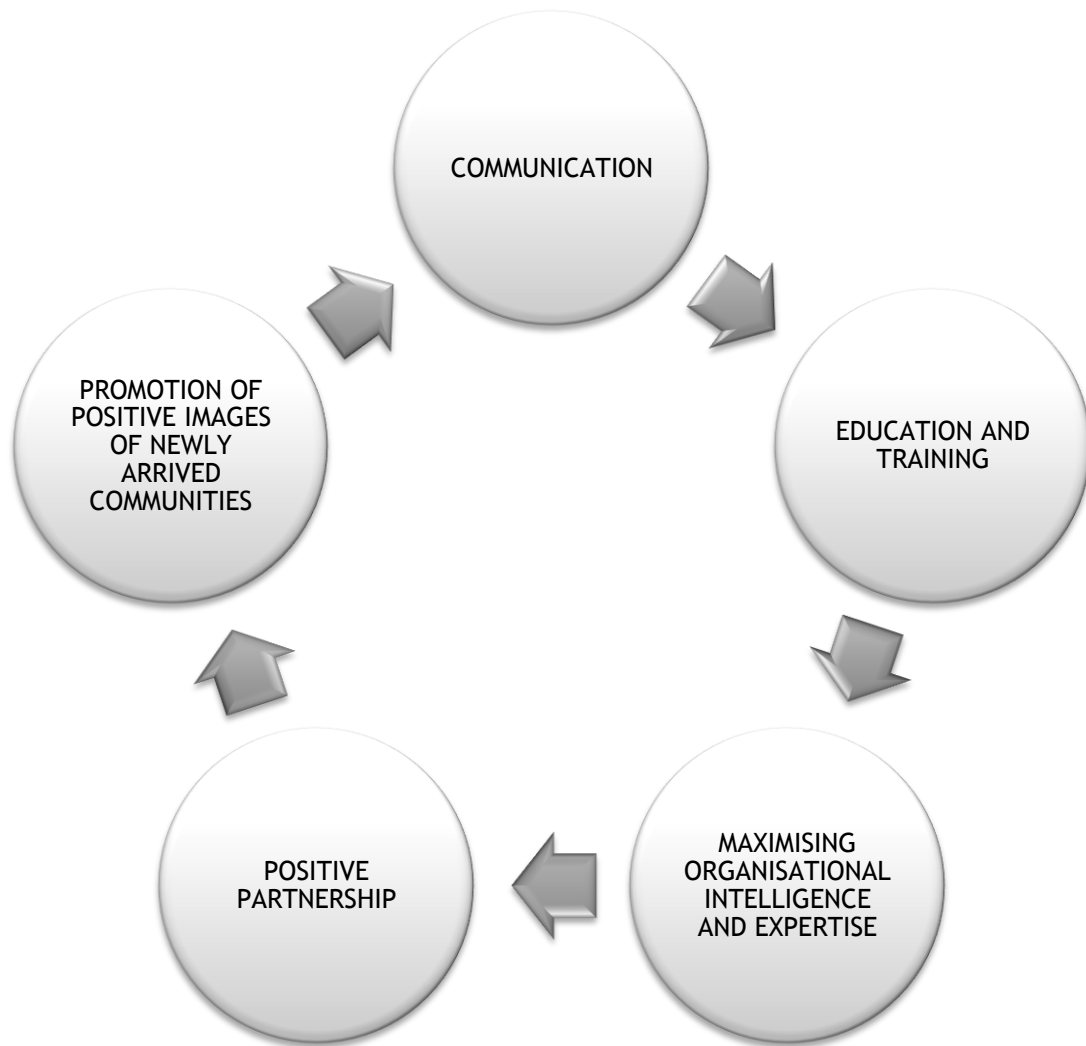 COMMUNICATION
EDUCATION AND
TRAINING
MAXIMISING
ORGANISATIONAL
INTELLIGENCE
AND EXPERTISE
POSITIVE
PARTNERSHIP
PROMOTION OF
POSITIVE IMAGES
OF NEWLY
ARRIVED
COMMUNITIES